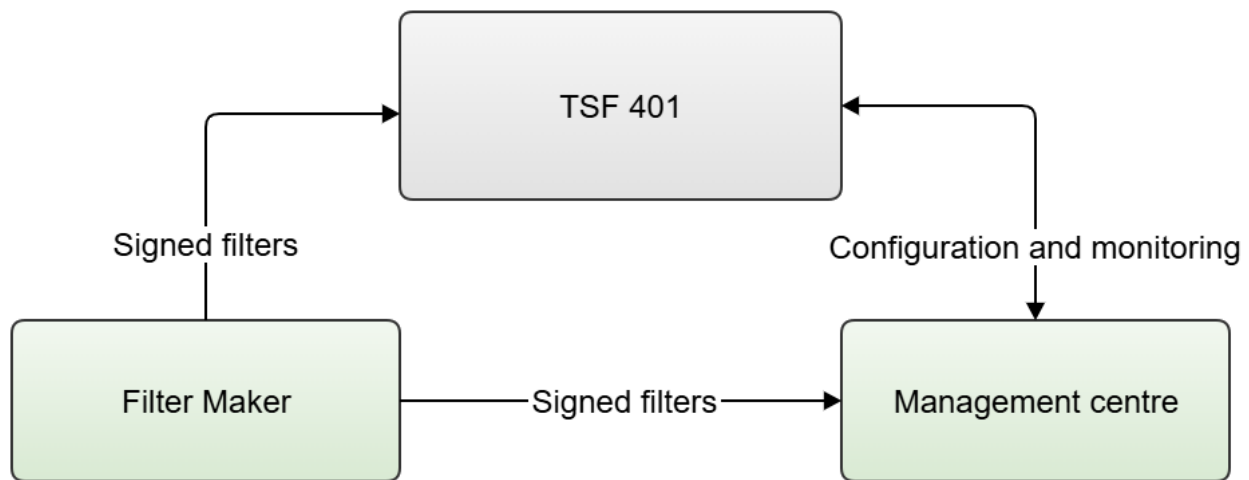 TSF 401
Signed filters
Configuration and monitoring
Filter Maker
Signed filters
Management centre